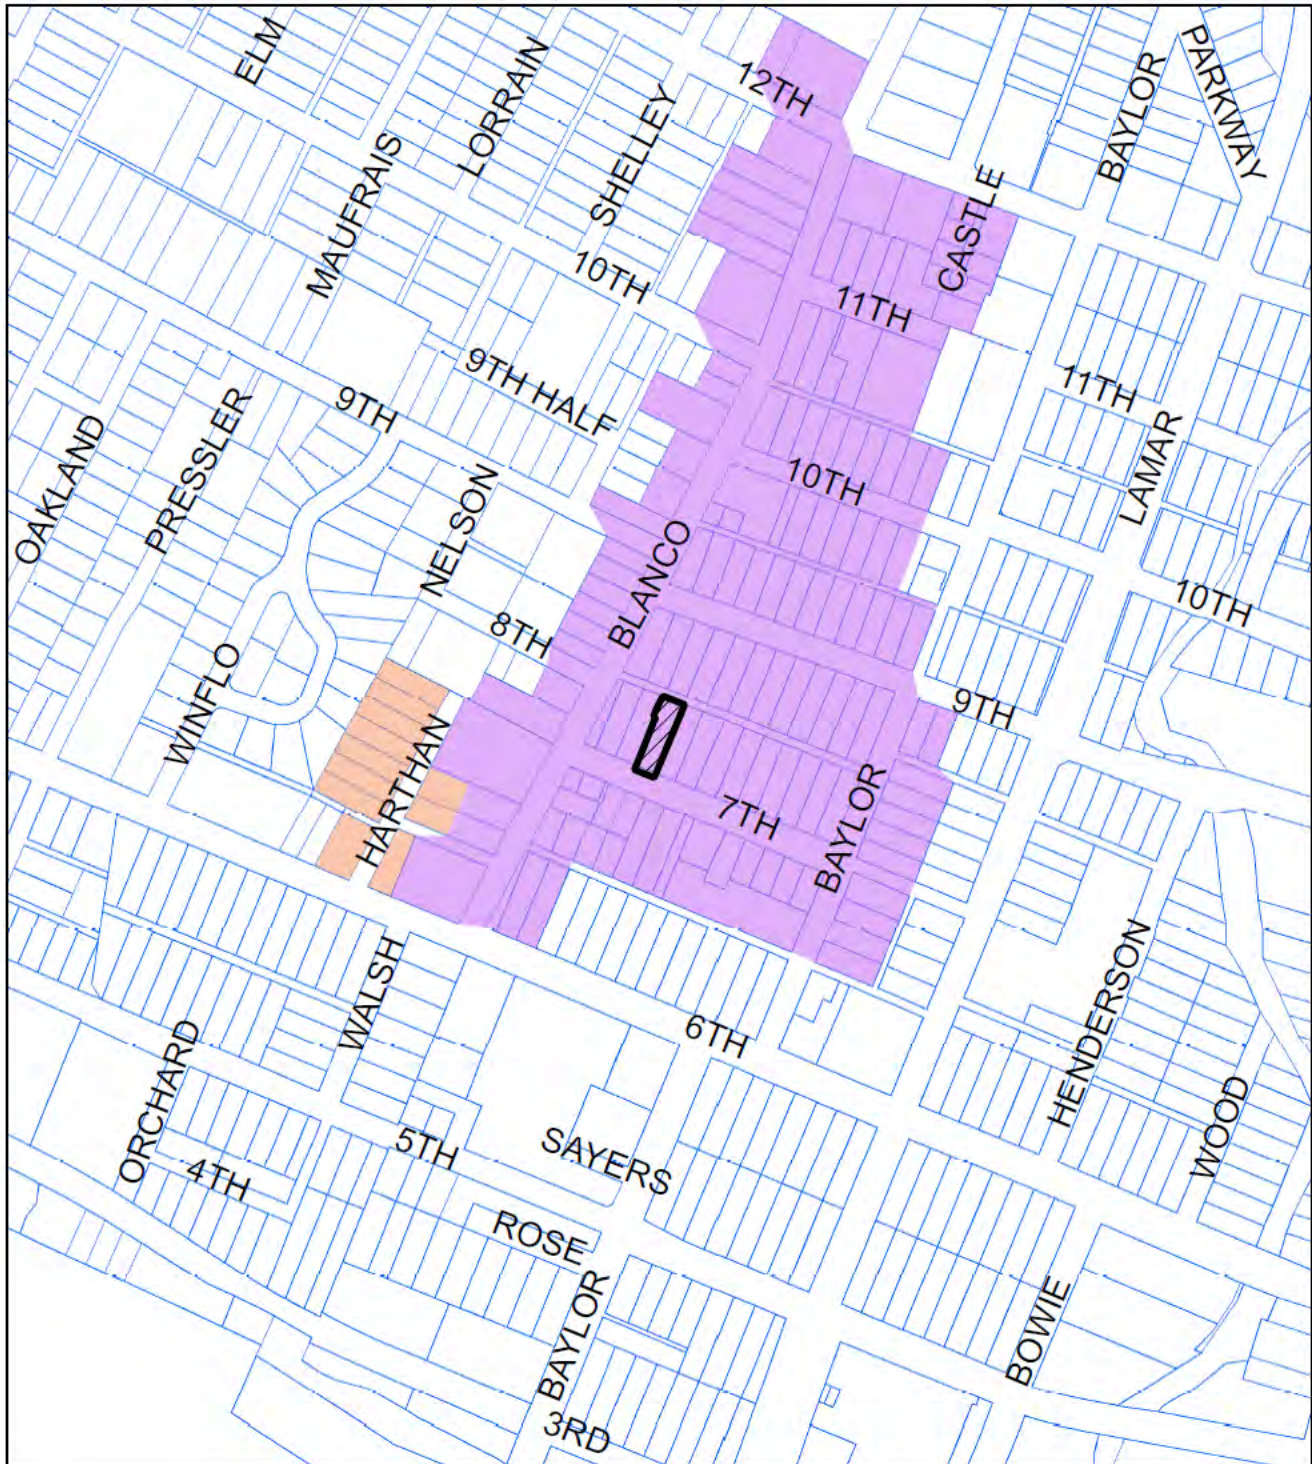 ELM
LORRAIN
12TH
BAYLOR
PARKWAY
SHELLEY
MAUFRAIS
CASTLE
10TH
11TH
9TH HALF
9TH
11TH
PRESSLER
OAKLAND
LAMAR
10TH
NELSON
BLANCO
10TH
8TH
WINFLO
9TH
HARTHAN
7TH
BAYLOR
WALSH
HENDERSON
6TH
ORCHARD
WOOD
5TH
SAYERS
4TH
ROSE
BAYLOR
BOWIE
3RD